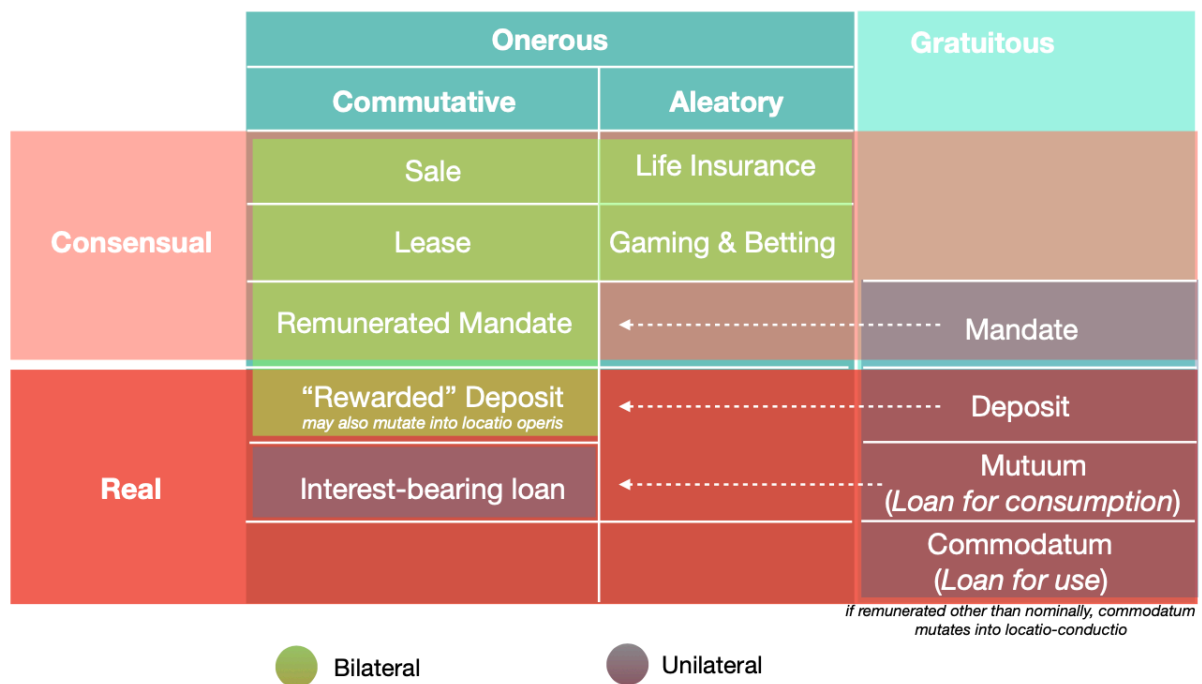 Onerous
Gratuitous
Commutative
Aleatory
Consensual
Sale
Life Insurance
Lease
Gaming & Betting
Remunerated Mandate
Mandate
Real
“Rewarded” Deposit
may also mutate into locatio operis
Deposit
Interest-bearing loan
Mutuum
(Loan for consumption)
Commodatum
(Loan for use)
if remunerated other than nominally, commodatum
mutates into locatio-conductio
Bilateral
Unilateral